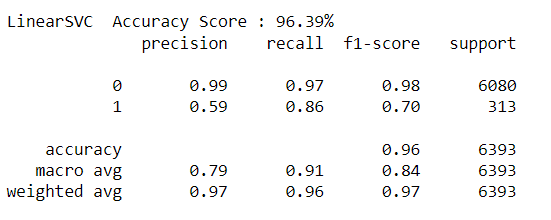 LinearSVC  Accuracy Score : 96.39%
              precision    recall  f1-score   support

           0       0.99      0.97      0.98      6080
           1       0.59      0.86      0.70       313

    accuracy                           0.96      6393
   macro avg       0.79      0.91      0.84      6393
weighted avg       0.97      0.96      0.97      6393